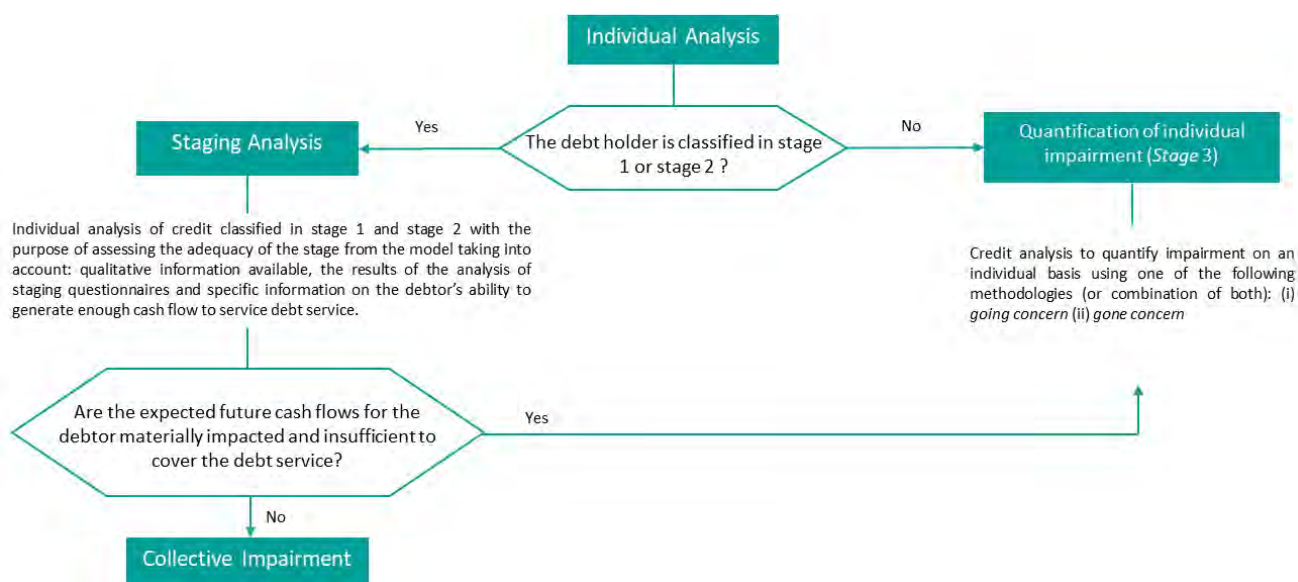 Individual Analysis
Yes
No
Staging Analysis
The debt holder is classified in stage
1 or stage 2 ?
Quantification of individual
impairment (Stage 3)
Individual analysis of credit classified in stage 1 and stage 2 with the
purpose of assessing the adequacy of the stage from the model taking into
account: qualitative information available, the results of the analysis of
staging questionnaires and specific information on the debtor's ability to
generate enough cash flow to service debt service.
Credit analysis to quantify impairment on an
individual basis using one of the following
methodologies (or combination of both): (i)
going concern (ii) gone concern
Are the expected future cash flows for the
debtor materially impacted and insufficient to
cover the debt service?
Yes
No
Collective Impairment